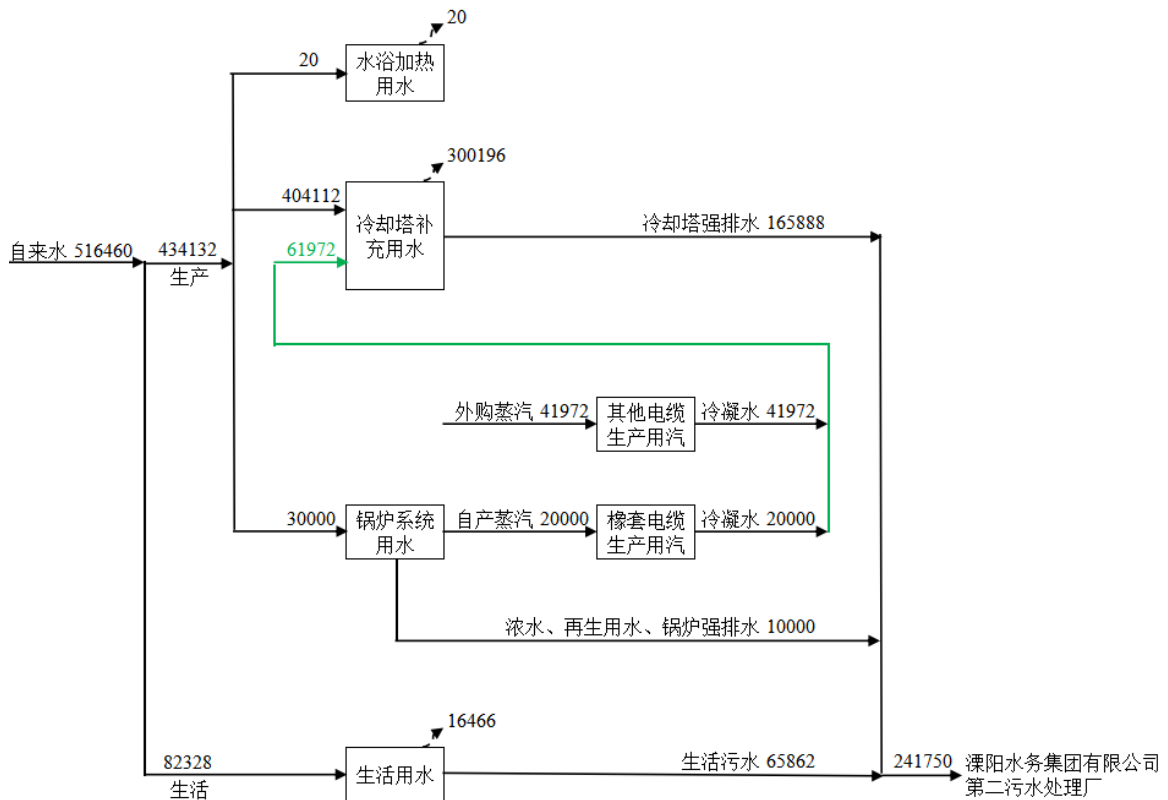 20
20
水浴加热
用水
300196
404112
冷却塔补
充用水
冷却塔强排水 165888
自来水 516460
434132
生产
61972
外购蒸汽 41972
其他电缆
生产用汽
冷凝水 41972
30000
锅炉系统
用水
自产蒸汽 20000
橡套电缆
生产用汽
冷凝水 20000
浓水、再生用水、锅炉强排水 10000
16466
82328
生活
生活用水
生活污水 65862
241750
溧阳水务集团有限公司
第二污水处理厂